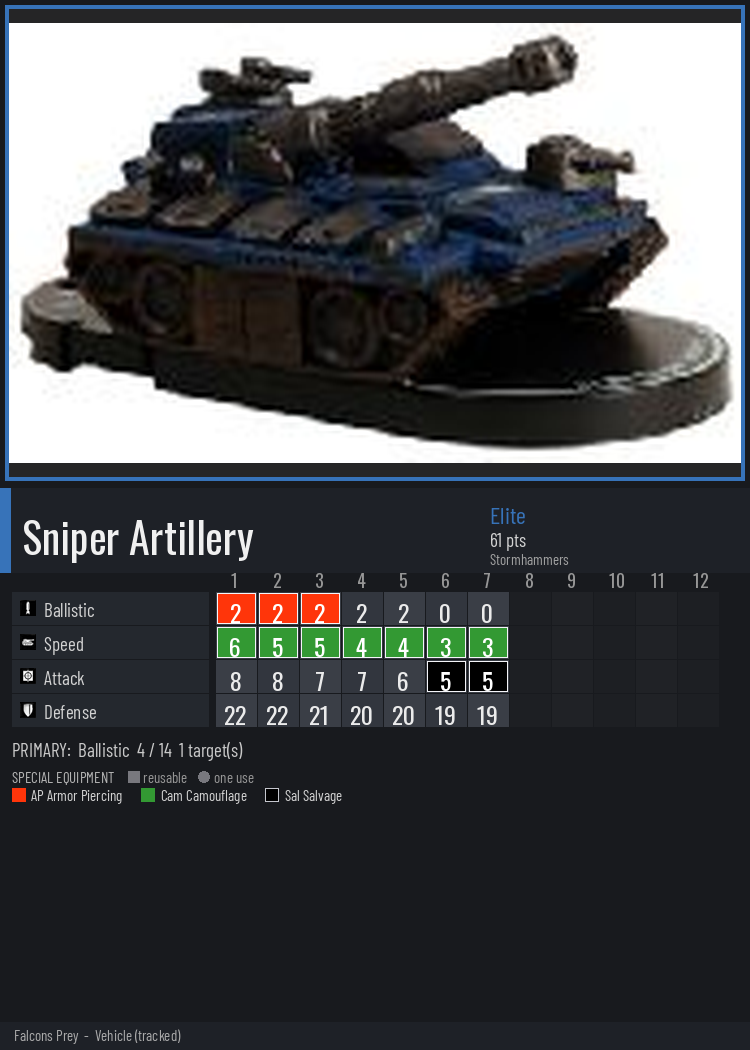 Sniper Artillery
Elite
61 pts
Stormhammers
1 2 3 4 5 6 7 8 9 10 11 12
Ballistic 2 2 2 2 2 0 0
Speed 6 5 5 4 4 3 3
Attack 8 8 7 7 6 5 5
Defense 22 22 21 20 20 19 19
PRIMARY: Ballistic 4 / 14 1 target(s)
SPECIAL EQUIPMENT reusable one use
AP Armor Piercing Cam Camouflage Sal Salvage
Falcons Prey - Vehicle (tracked)